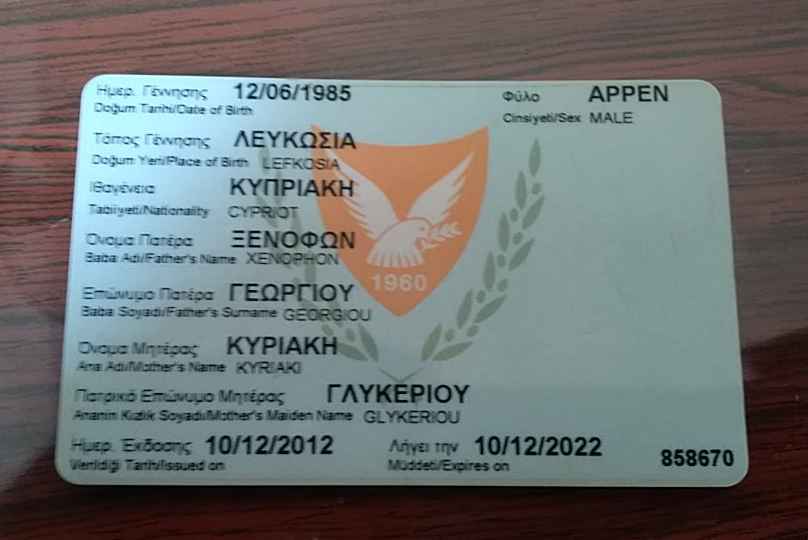 Ημερ. Γέννησης 12/06/1985 Φύλο ΑΡΡΕΝ
Doğum Tarihi/Date of Birth Cinsiyeti/Sex MALE
Τόπος Γέννησης ΛΕΥΚΩΣΙΑ
Doğum Yeri/Place of Birth LEFKOSIA
Ιθαγένεια ΚΥΠΡΙΑΚΗ
Tabiiyeti/Nationality CYPRIOT
Όνομα Πατέρα ΞΕΝΟΦΩΝ
Baba Adı/Father's Name XENOPHON
1960
Επώνυμο Πατέρα ΓΕΩΡΓΙΟΥ
Baba Soyadı/Father's Surname GEORGIOU
Όνομα Μητέρας ΚΥΡΙΑΚΗ
Ana Adı/Mother's Name KYRIAKI
Πατρικό Επώνυμο Μητέρας ΓΛΥΚΕΡΙΟΥ
Ananın Kızlık Soyadı/Mother's Maiden Name GLYKERIOU
Ημερ. Έκδοσης 10/12/2012 Λήγει την 10/12/2022
Verildiği Tarih/Issued on Müddeti/Expires on 858670